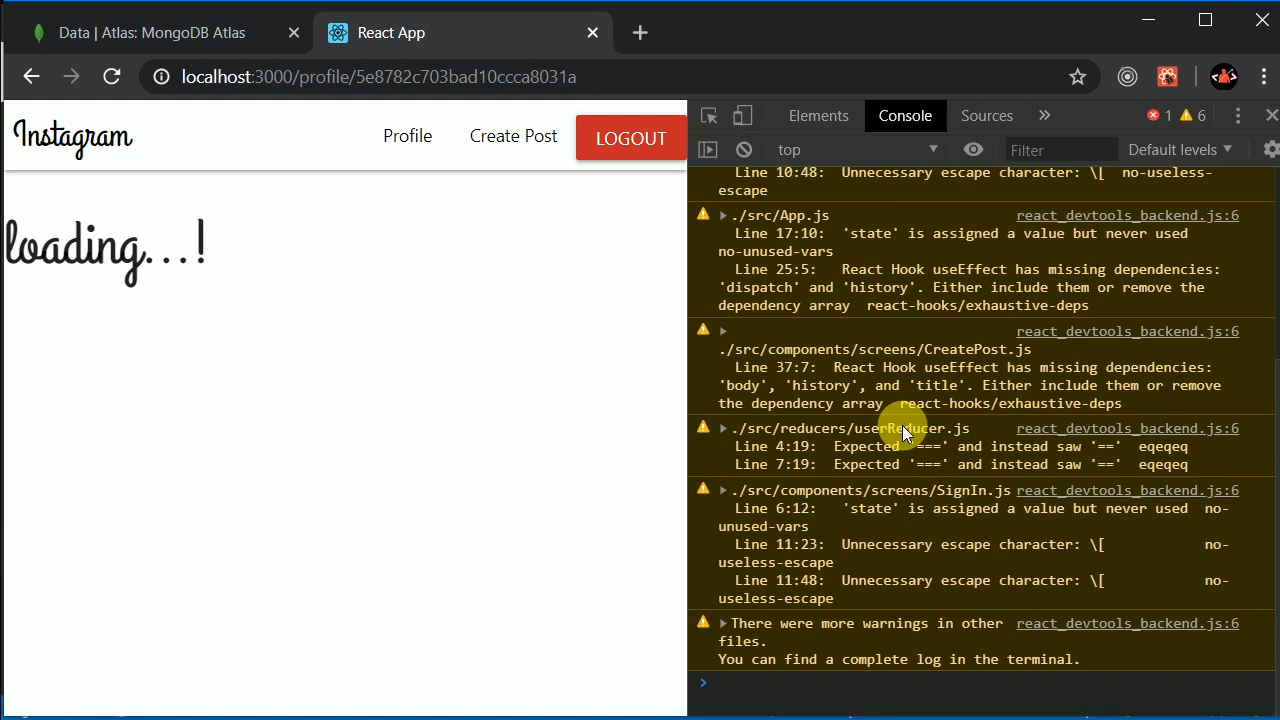 Data | Atlas: MongoDB Atlas
React App
localhost:3000/profile/5e8782c703bad10ccca8031a
Instagram
Profile
Create Post
LOGOUT
loading...!
Elements
Console
Sources
1
6
top
Filter
Default levels
Line 10:48: Unnecessary escape character: \[ no-useless-
escape
./src/App.js react_devtools_backend.js:6
Line 17:10: 'state' is assigned a value but never used
no-unused-vars
Line 25:5: React Hook useEffect has missing dependencies:
'dispatch' and 'history'. Either include them or remove the
dependency array react-hooks/exhaustive-deps
react_devtools_backend.js:6
./src/components/screens/CreatePost.js
Line 37:7: React Hook useEffect has missing dependencies:
'body', 'history', and 'title'. Either include them or remove
the dependency array react-hooks/exhaustive-deps
./src/reducers/userReducer.js react_devtools_backend.js:6
Line 4:19: Expected '===' and instead saw '==' eqeqeq
Line 7:19: Expected '===' and instead saw '==' eqeqeq
./src/components/screens/SignIn.js react_devtools_backend.js:6
Line 6:12: 'state' is assigned a value but never used no-
unused-vars
Line 11:23: Unnecessary escape character: \[ no-
useless-escape
Line 11:48: Unnecessary escape character: \[ no-
useless-escape
There were more warnings in other react_devtools_backend.js:6
files.
You can find a complete log in the terminal.